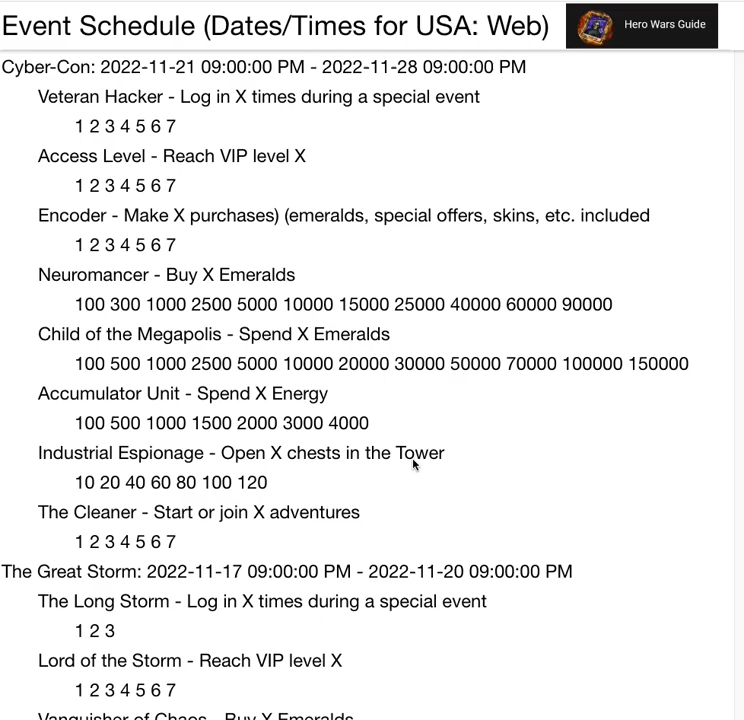 Event Schedule (Dates/Times for USA: Web)
Hero Wars Guide
Cyber-Con: 2022-11-21 09:00:00 PM - 2022-11-28 09:00:00 PM
Veteran Hacker - Log in X times during a special event
1 2 3 4 5 6 7
Access Level - Reach VIP level X
1 2 3 4 5 6 7
Encoder - Make X purchases) (emeralds, special offers, skins, etc. included
1 2 3 4 5 6 7
Neuromancer - Buy X Emeralds
100 300 1000 2500 5000 10000 15000 25000 40000 60000 90000
Child of the Megapolis - Spend X Emeralds
100 500 1000 2500 5000 10000 20000 30000 50000 70000 100000 150000
Accumulator Unit - Spend X Energy
100 500 1000 1500 2000 3000 4000
Industrial Espionage - Open X chests in the Tower
10 20 40 60 80 100 120
The Cleaner - Start or join X adventures
1 2 3 4 5 6 7
The Great Storm: 2022-11-17 09:00:00 PM - 2022-11-20 09:00:00 PM
The Long Storm - Log in X times during a special event
1 2 3
Lord of the Storm - Reach VIP level X
1 2 3 4 5 6 7
Vanquisher of Chaos - Buy X Emeralds